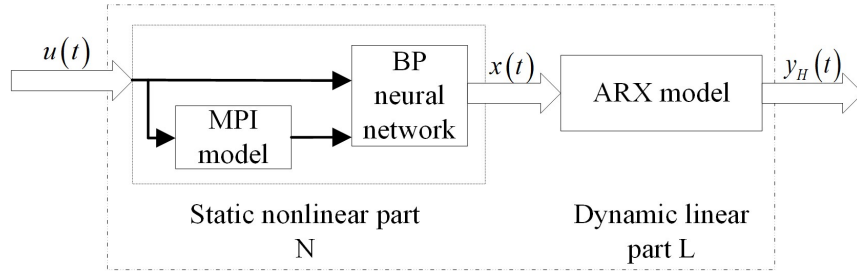 u(t)
MPI
model
BP
neural
network
x(t)
ARX model
y_H(t)
Static nonlinear part
N
Dynamic linear
part L